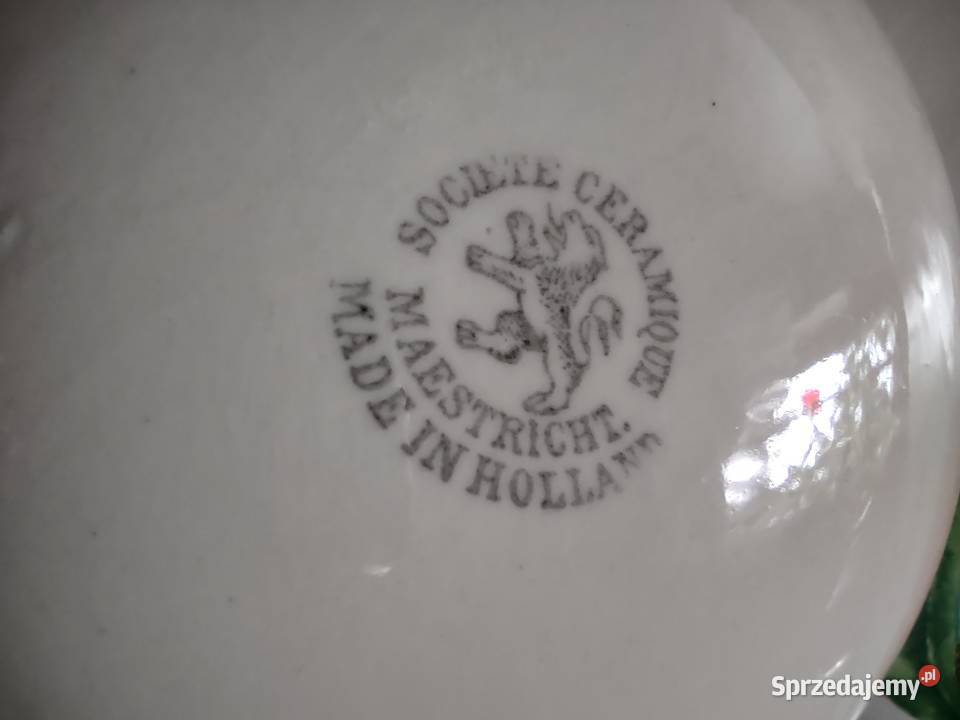 SOCIETE CERAMIQUE
MAESTRICHT.
MADE IN HOLLAND
Sprzedajemy.pl